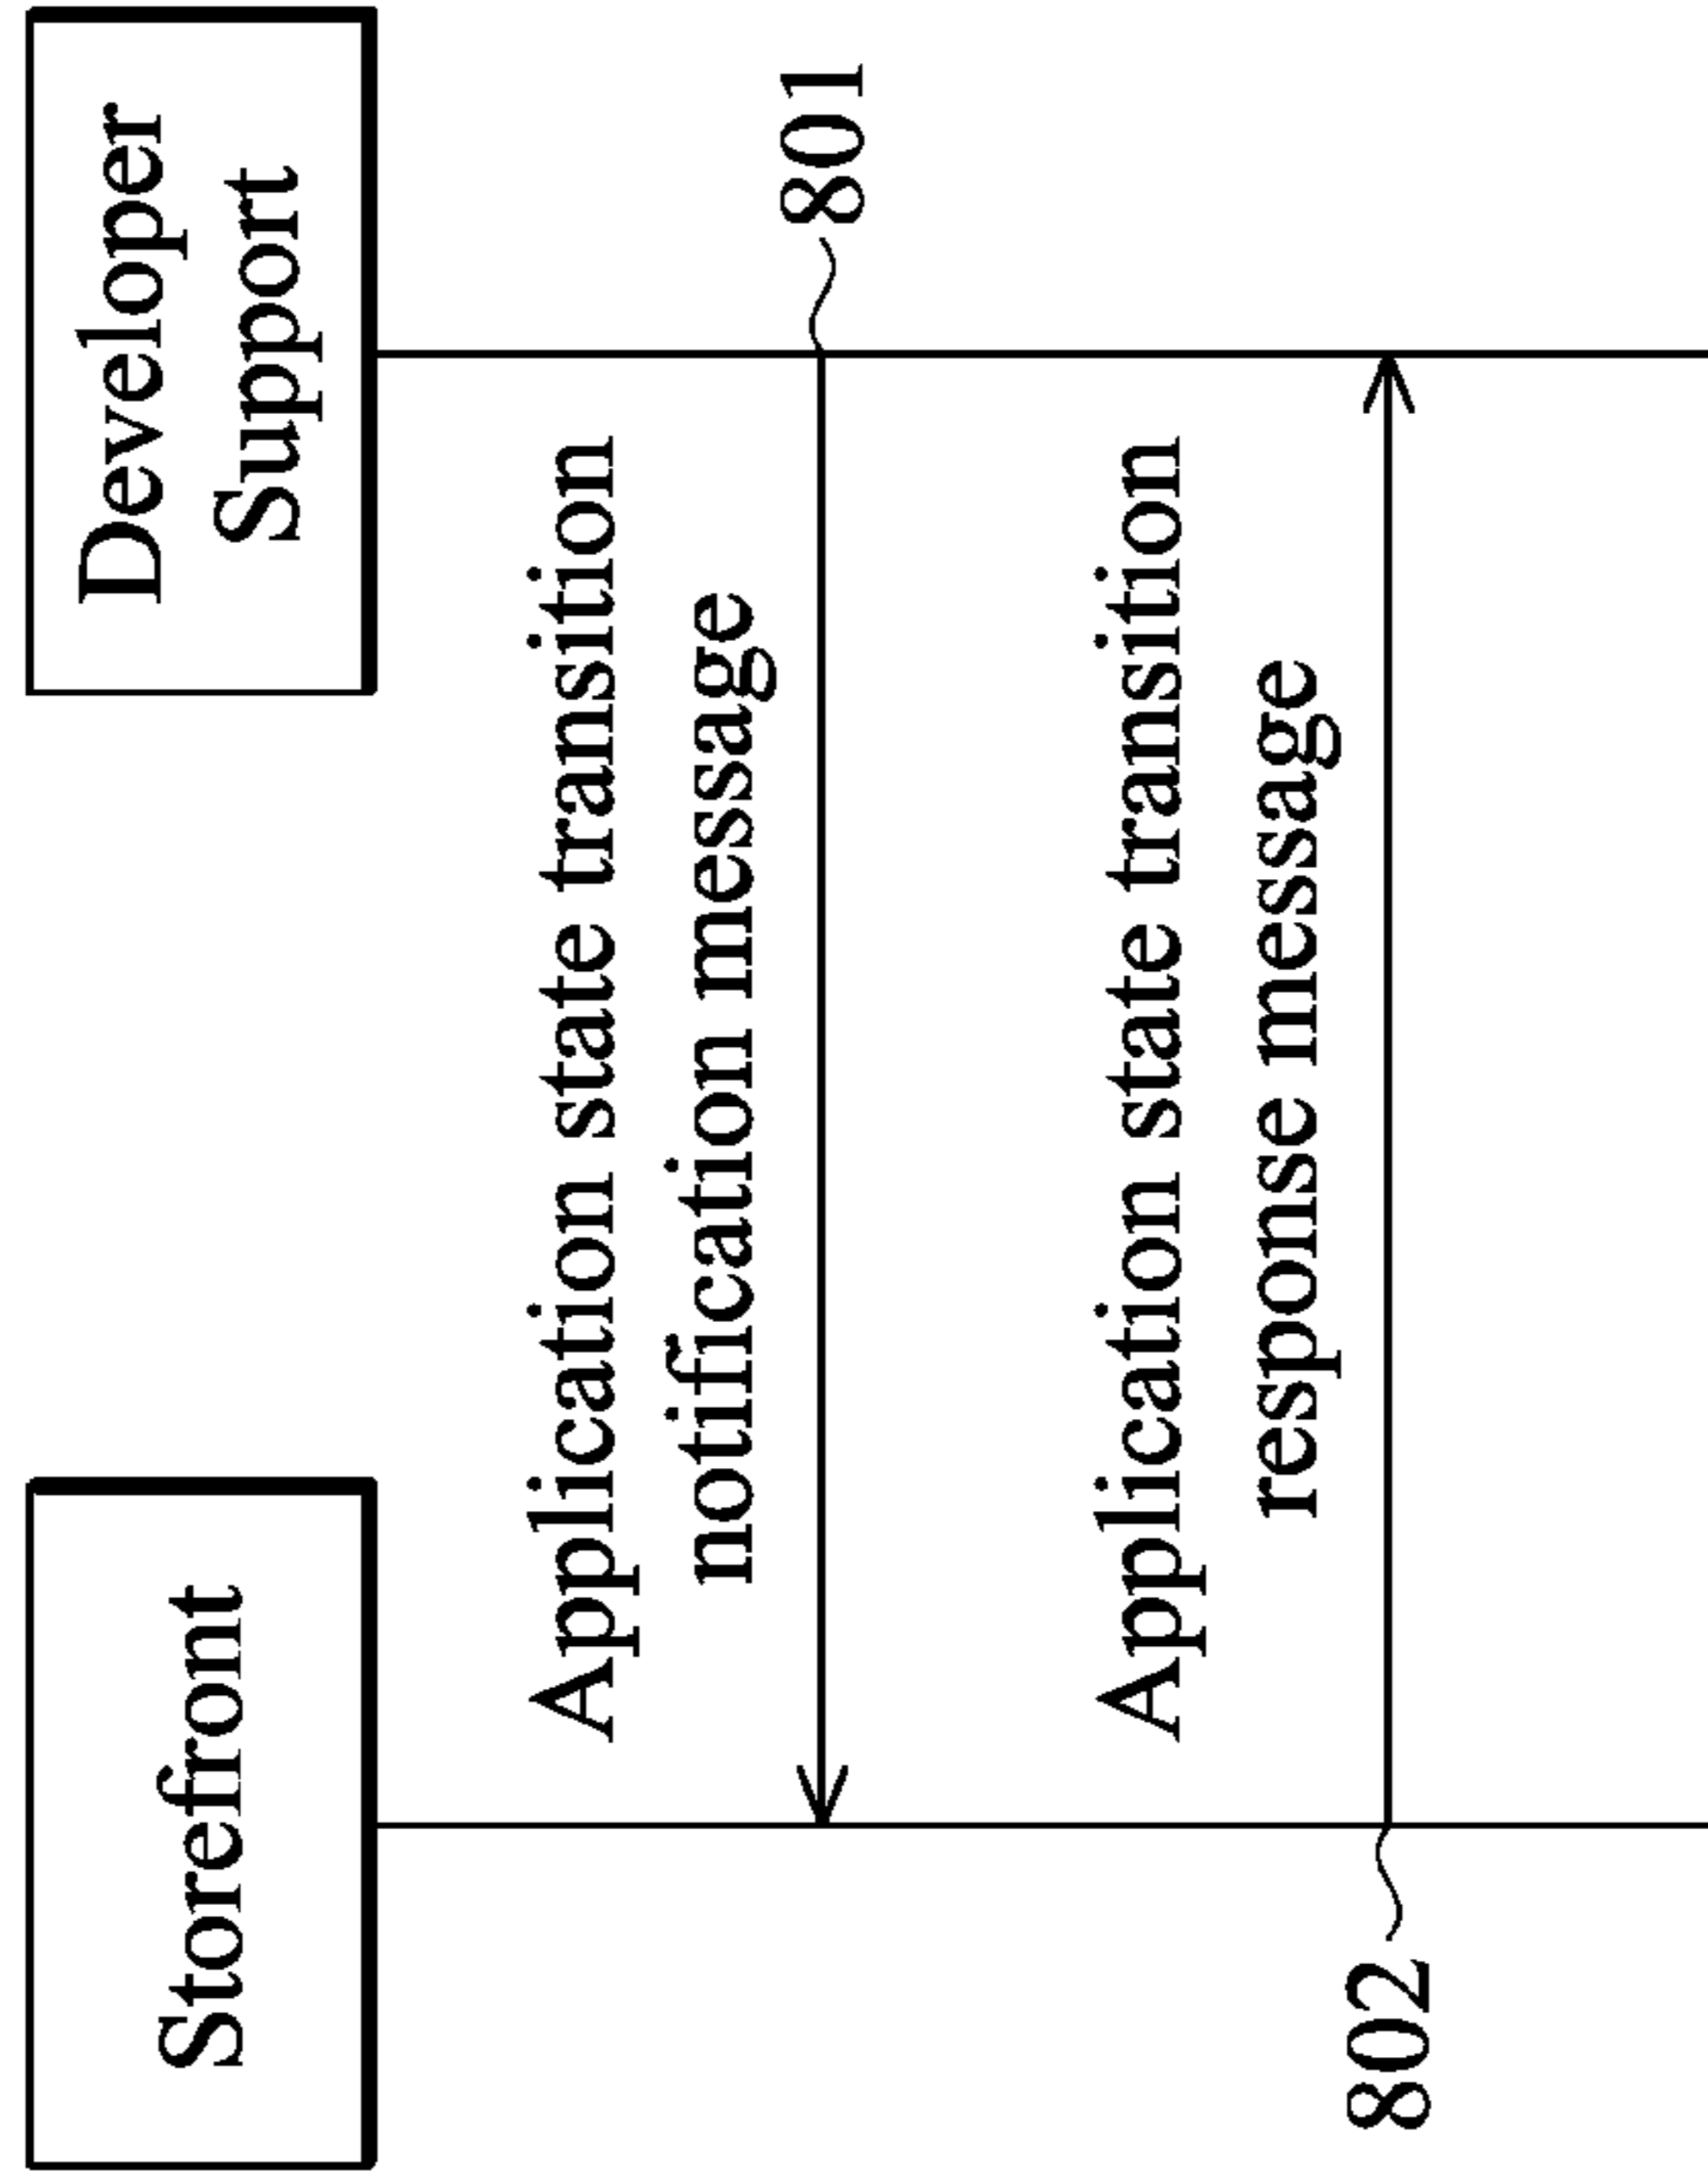 Storefront
Developer
Support
Application state transition
notification message
801
Application state transition
response message
802